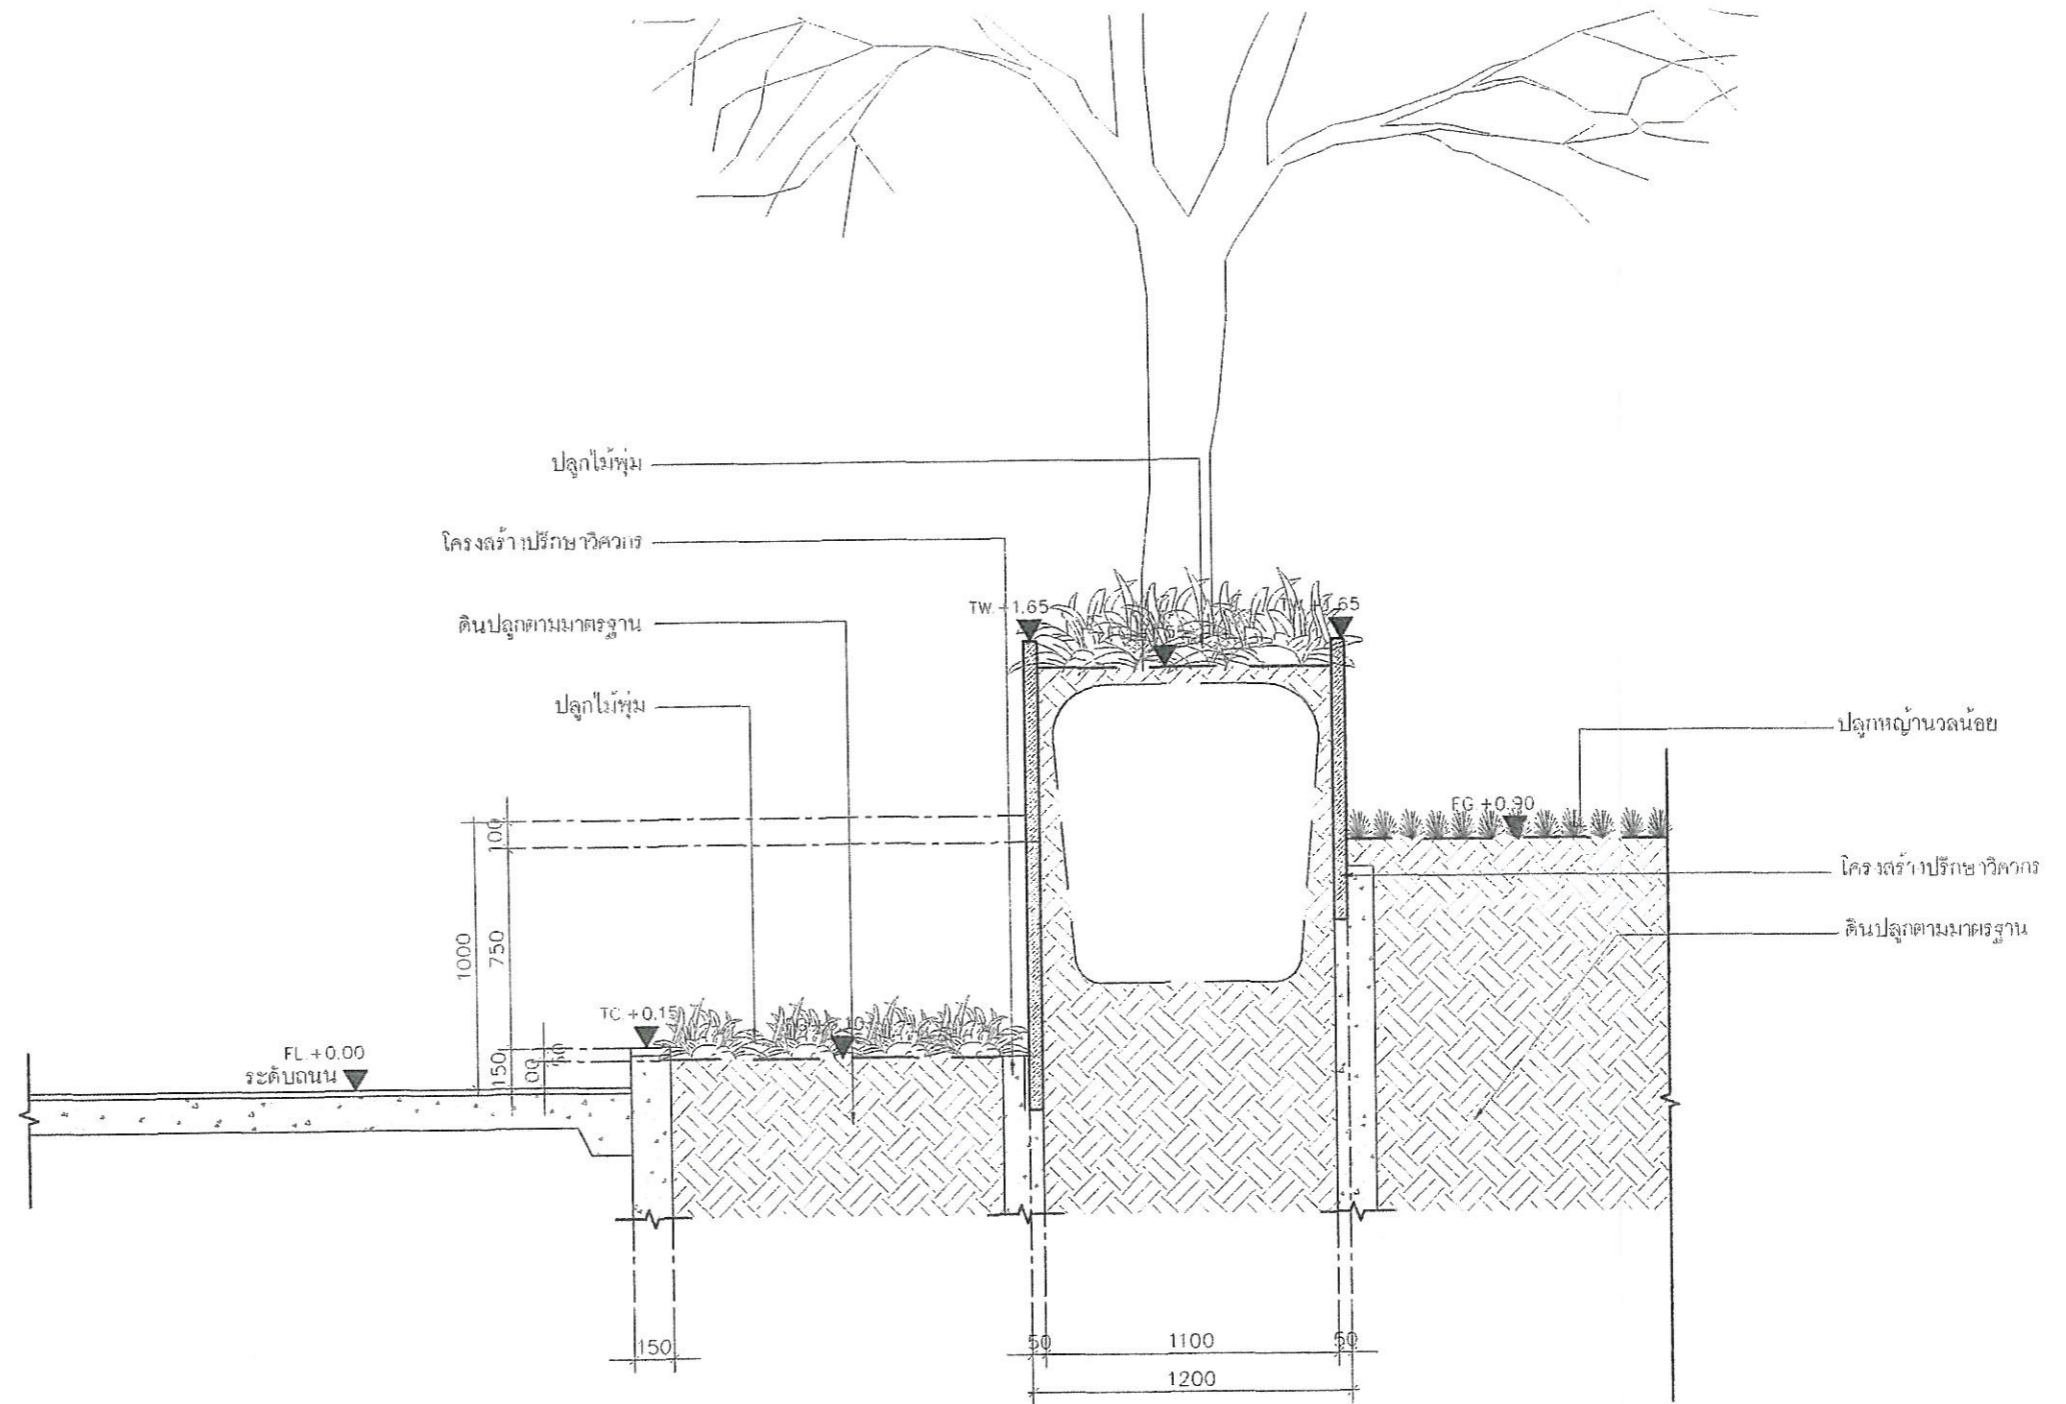 ปลูกไม้พุ่ม
โครงสร้างปรึกษาวิศวกร
TW +1.65
ดินปลูกตามมาตรฐาน
ปลูกไม้พุ่ม
ปลูกหญ้านวลน้อย
FG +0.90
100
โครงสร้างปรึกษาวิศวกร
ดินปลูกตามมาตรฐาน
1000
750
TC +0.15
FL +0.00
ระดับถนน
150
50
150
50
1100
50
1200